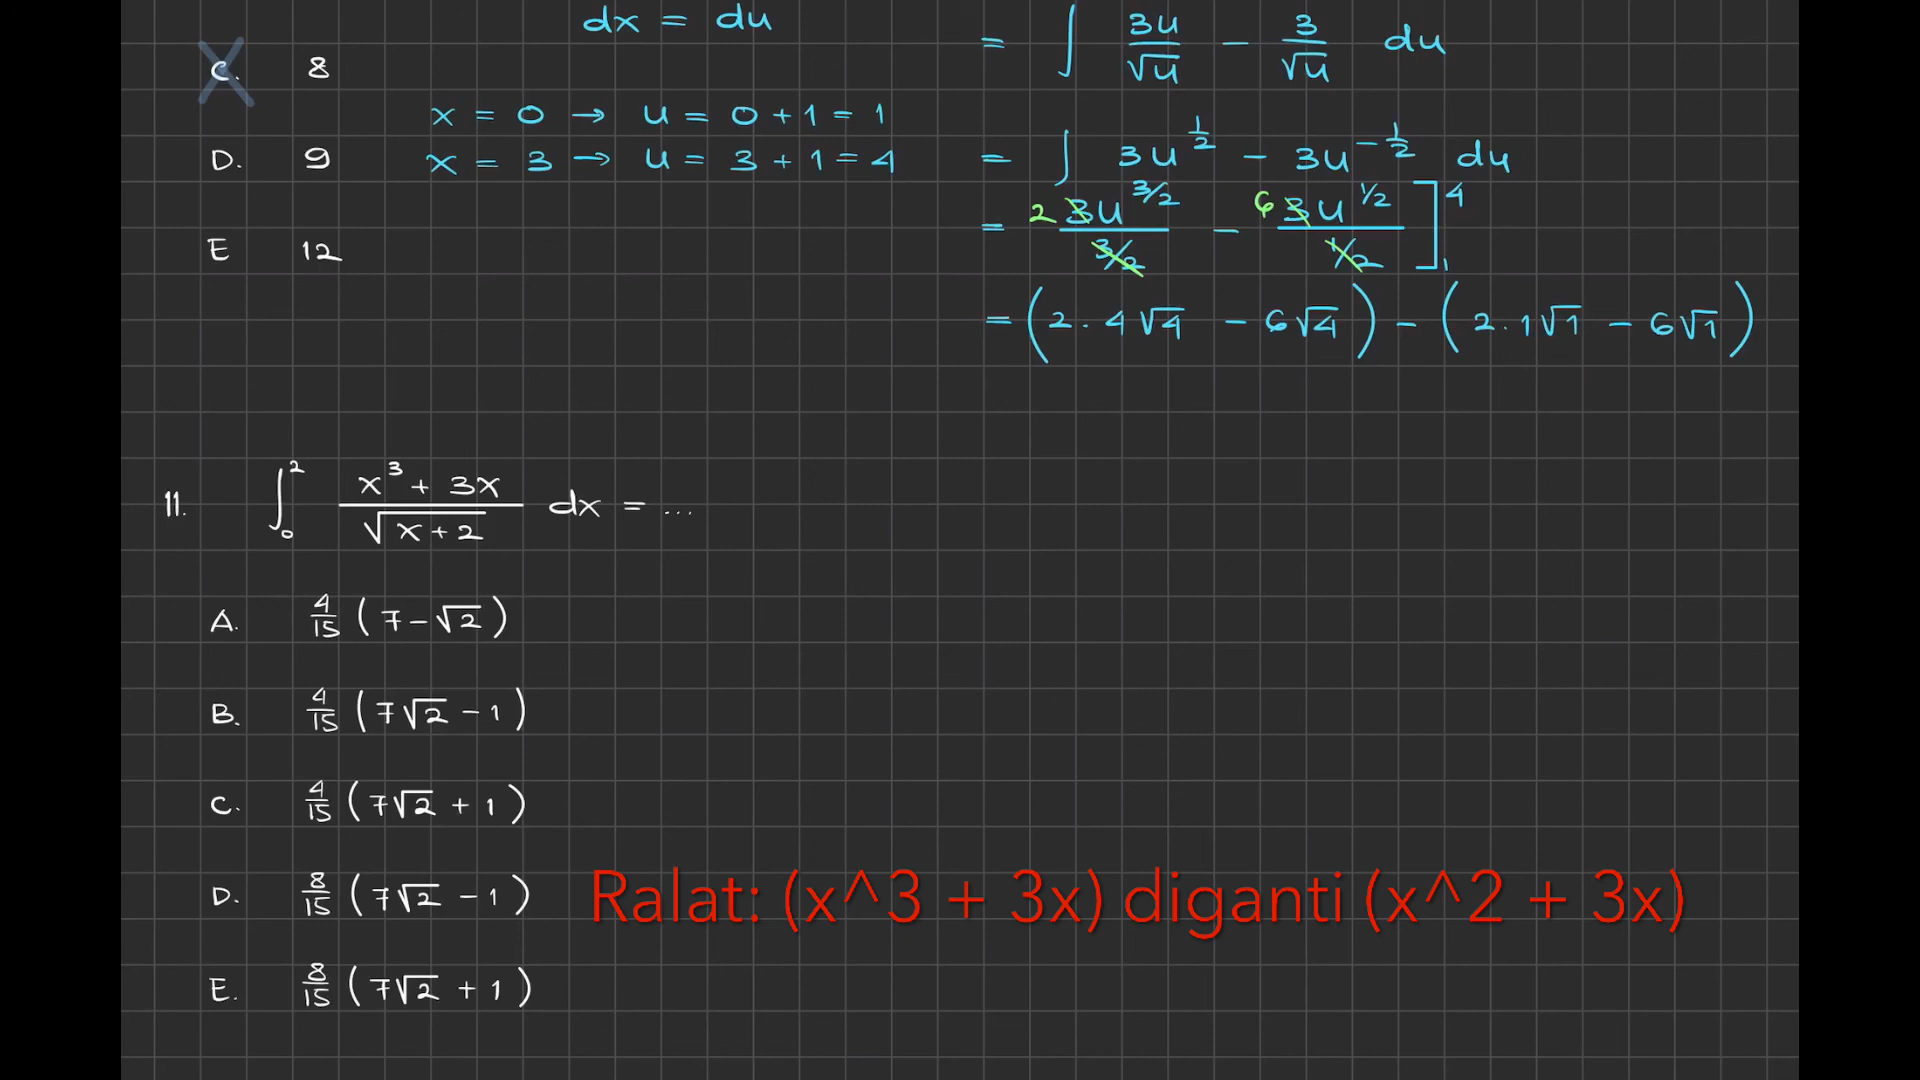 dx = du
= ∫ 3u/√u − 3/√u du
C. 8
x = 0 → u = 0 + 1 = 1
D. 9
x = 3 → u = 3 + 1 = 4
= ∫ 3u^(1/2) − 3u^(−1/2) du
= 2 3u^(3/2)/(3/2) − 6 3u^(1/2)/(1/2) ]₁⁴
E 12
= (2. 4√4 − 6√4) − (2. 1√1 − 6√1)
11. ∫₀² (x³ + 3x)/√(x+2) dx = ...
A. 4/15 (7 − √2)
B. 4/15 (7√2 − 1)
C. 4/15 (7√2 + 1)
D. 8/15 (7√2 − 1)
Ralat: (x^3 + 3x) diganti (x^2 + 3x)
E. 8/15 (7√2 + 1)